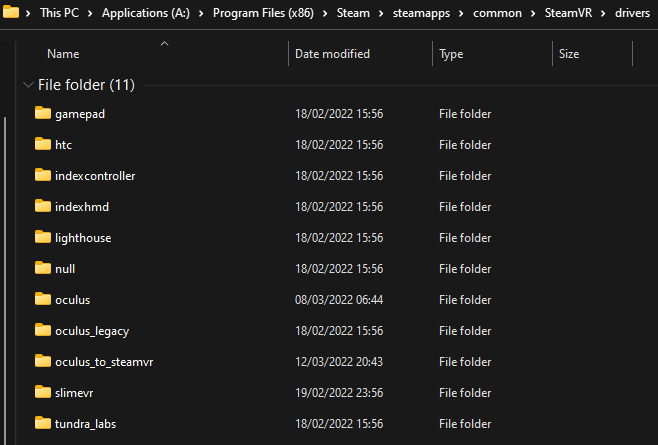 This PC > Applications (A:) > Program Files (x86) > Steam > steamapps > common > SteamVR > drivers
Name Date modified Type Size
File folder (11)
gamepad 18/02/2022 15:56 File folder
htc 18/02/2022 15:56 File folder
indexcontroller 18/02/2022 15:56 File folder
indexhmd 18/02/2022 15:56 File folder
lighthouse 18/02/2022 15:56 File folder
null 18/02/2022 15:56 File folder
oculus 08/03/2022 06:44 File folder
oculus_legacy 18/02/2022 15:56 File folder
oculus_to_steamvr 12/03/2022 20:43 File folder
slimevr 19/02/2022 23:56 File folder
tundra_labs 18/02/2022 15:56 File folder